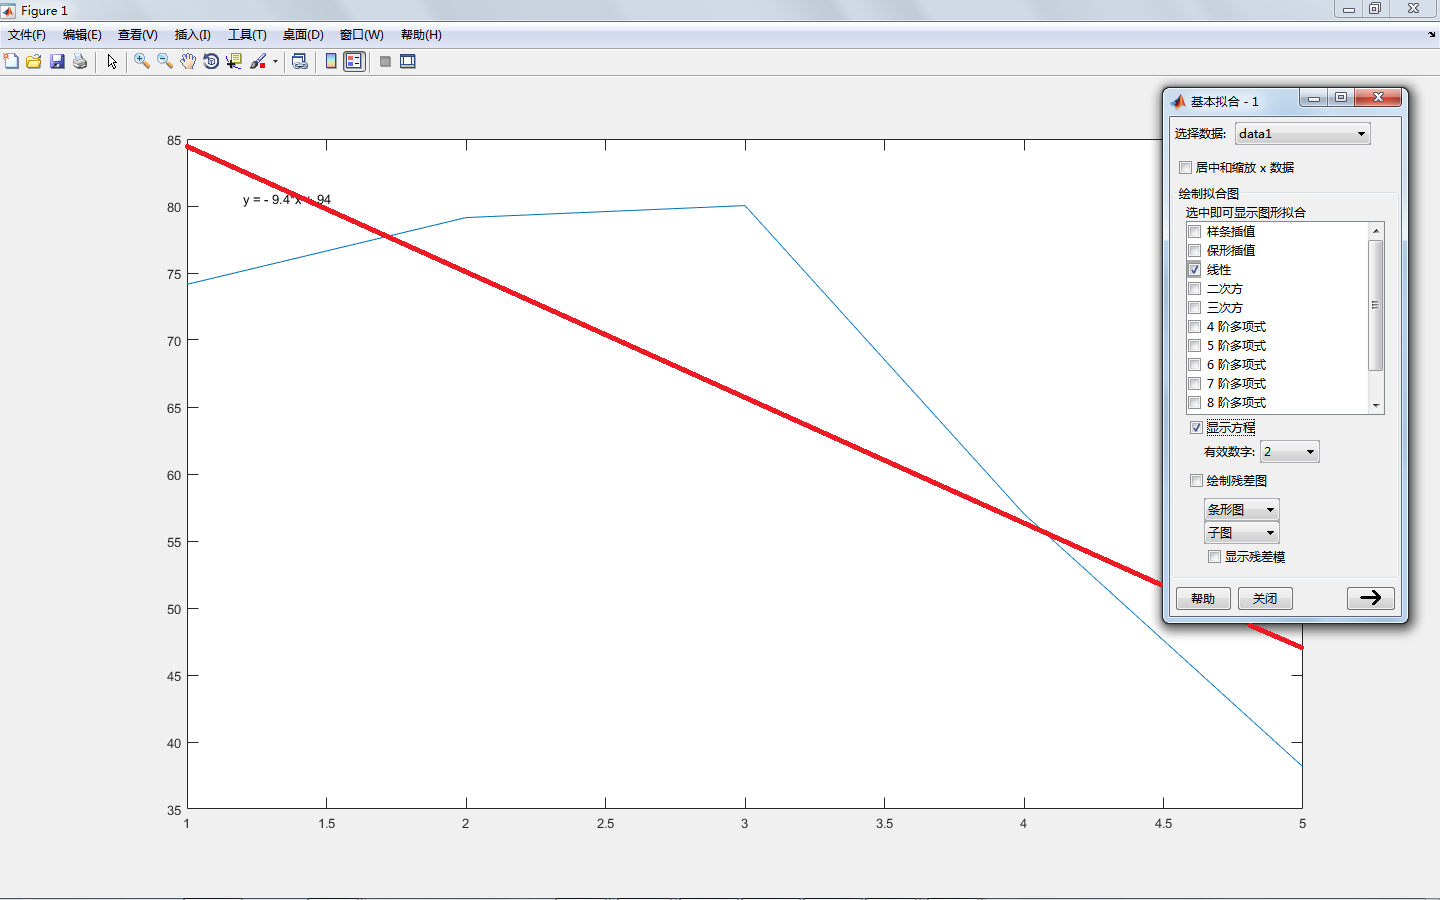 Figure 1
文件(F) 编辑(E) 查看(V) 插入(I) 工具(T) 桌面(D) 窗口(W) 帮助(H)
85
80
75
70
65
60
55
50
45
40
35
1 1.5 2 2.5 3 3.5 4 4.5 5
y = - 9.4*x + 94
基本拟合 - 1
选择数据: data1
居中和缩放 x 数据
绘制拟合图
选中即可显示图形拟合
样条插值
保形插值
线性
二次方
三次方
4 阶多项式
5 阶多项式
6 阶多项式
7 阶多项式
8 阶多项式
显示方程
有效数字: 2
绘制残差图
条形图
子图
显示残差模
帮助 关闭